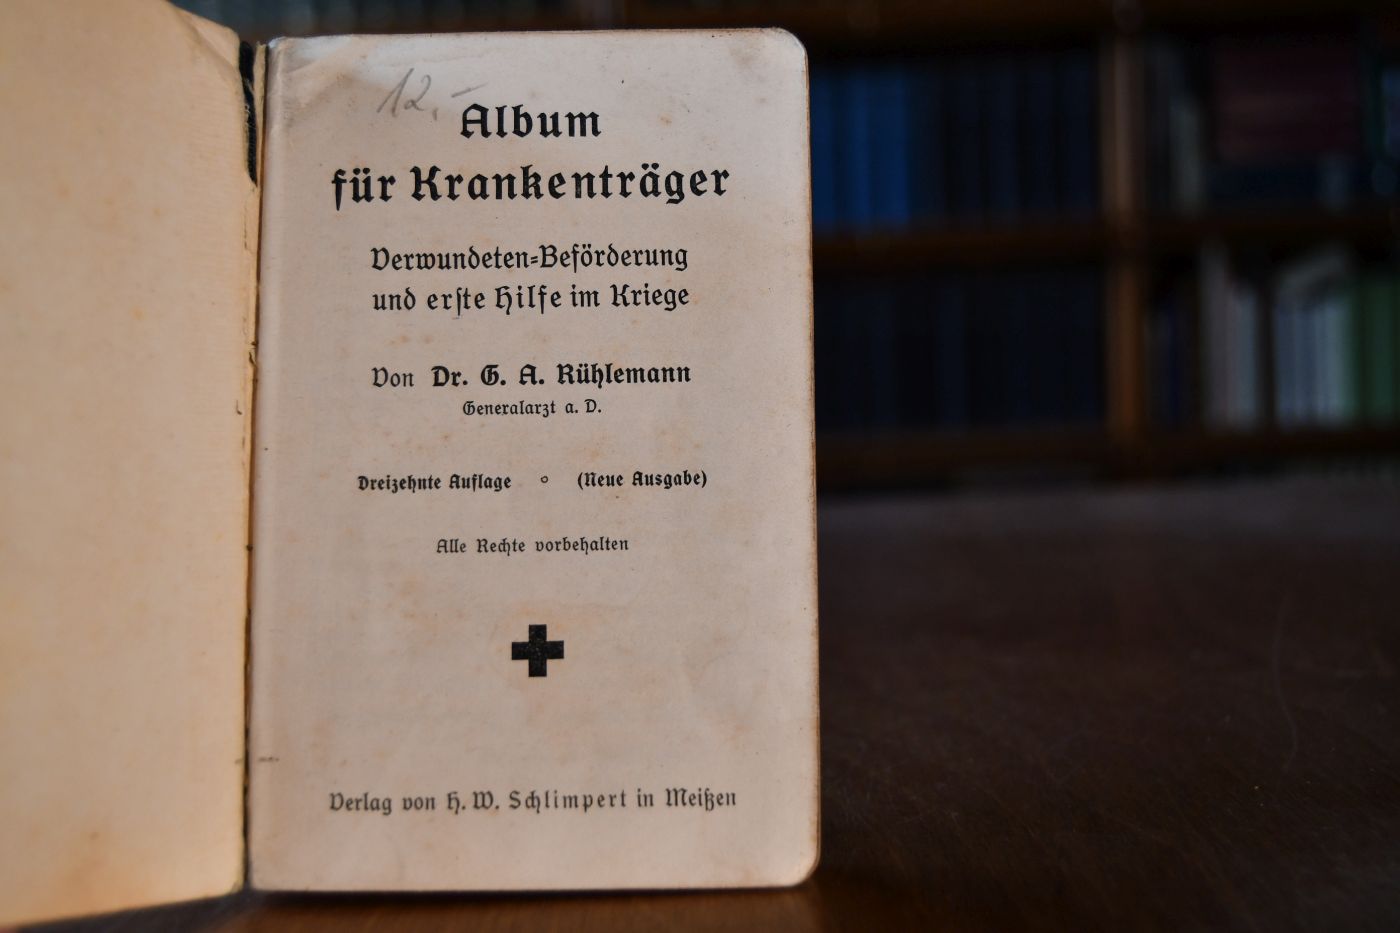 12.-
Album
für Krankenträger
Verwundeten-Beförderung
und erste Hilfe im Kriege
Von Dr. G. A. Rühlemann
Generalarzt a. D.
Dreizehnte Auflage ° (Neue Ausgabe)
Alle Rechte vorbehalten
Verlag von H. W. Schlimpert in Meißen